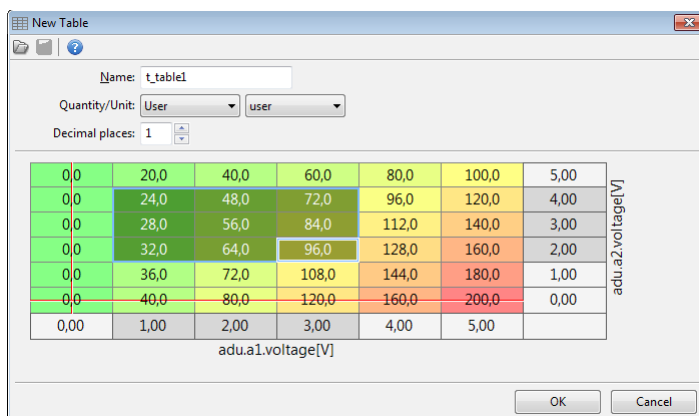 New Table
Name: t_table1
Quantity/Unit: User user
Decimal places: 1
0,0 20,0 40,0 60,0 80,0 100,0 5,00
0,0 24,0 48,0 72,0 96,0 120,0 4,00
0,0 28,0 56,0 84,0 112,0 140,0 3,00
0,0 32,0 64,0 96,0 128,0 160,0 2,00
0,0 36,0 72,0 108,0 144,0 180,0 1,00
0,0 40,0 80,0 120,0 160,0 200,0 0,00
0,00 1,00 2,00 3,00 4,00 5,00
adu.a2.voltage[V]
adu.a1.voltage[V]
OK Cancel